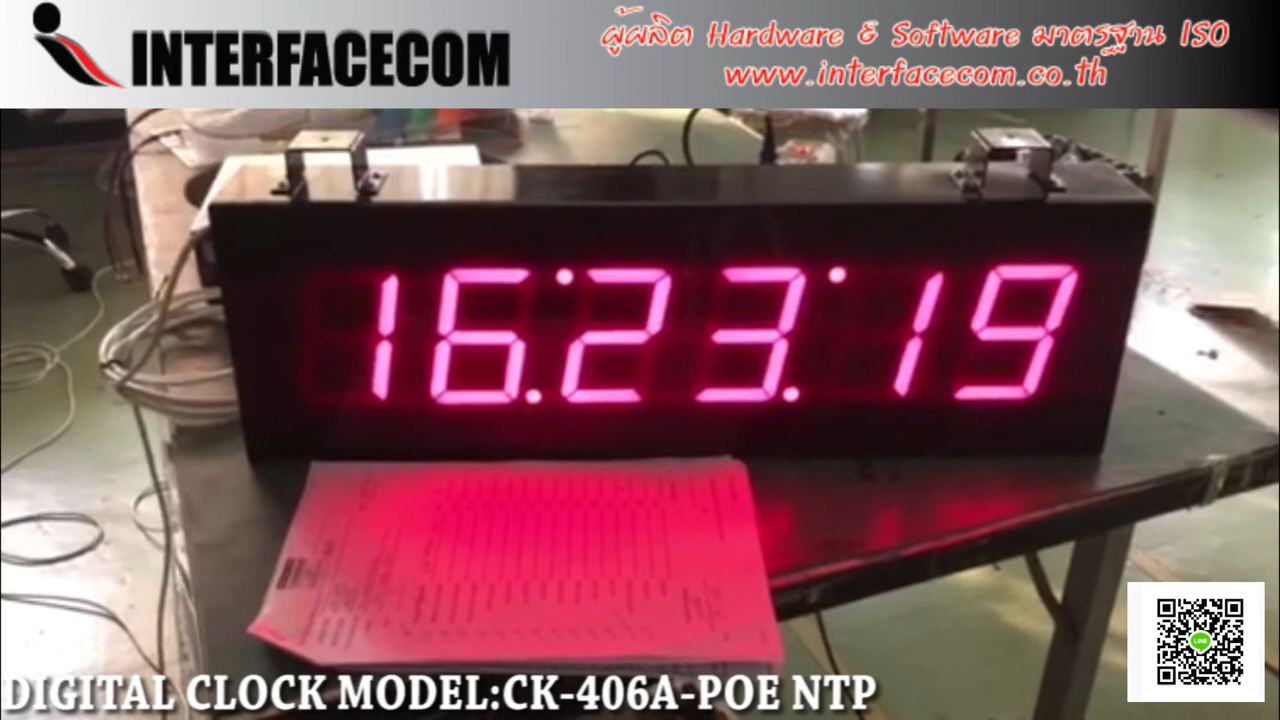 INTERFACECOM
ผู้ผลิต Hardware & Software มาตรฐาน ISO
www.interfacecom.co.th
16:23:19
LINE
DIGITAL CLOCK MODEL:CK-406A-POE NTP